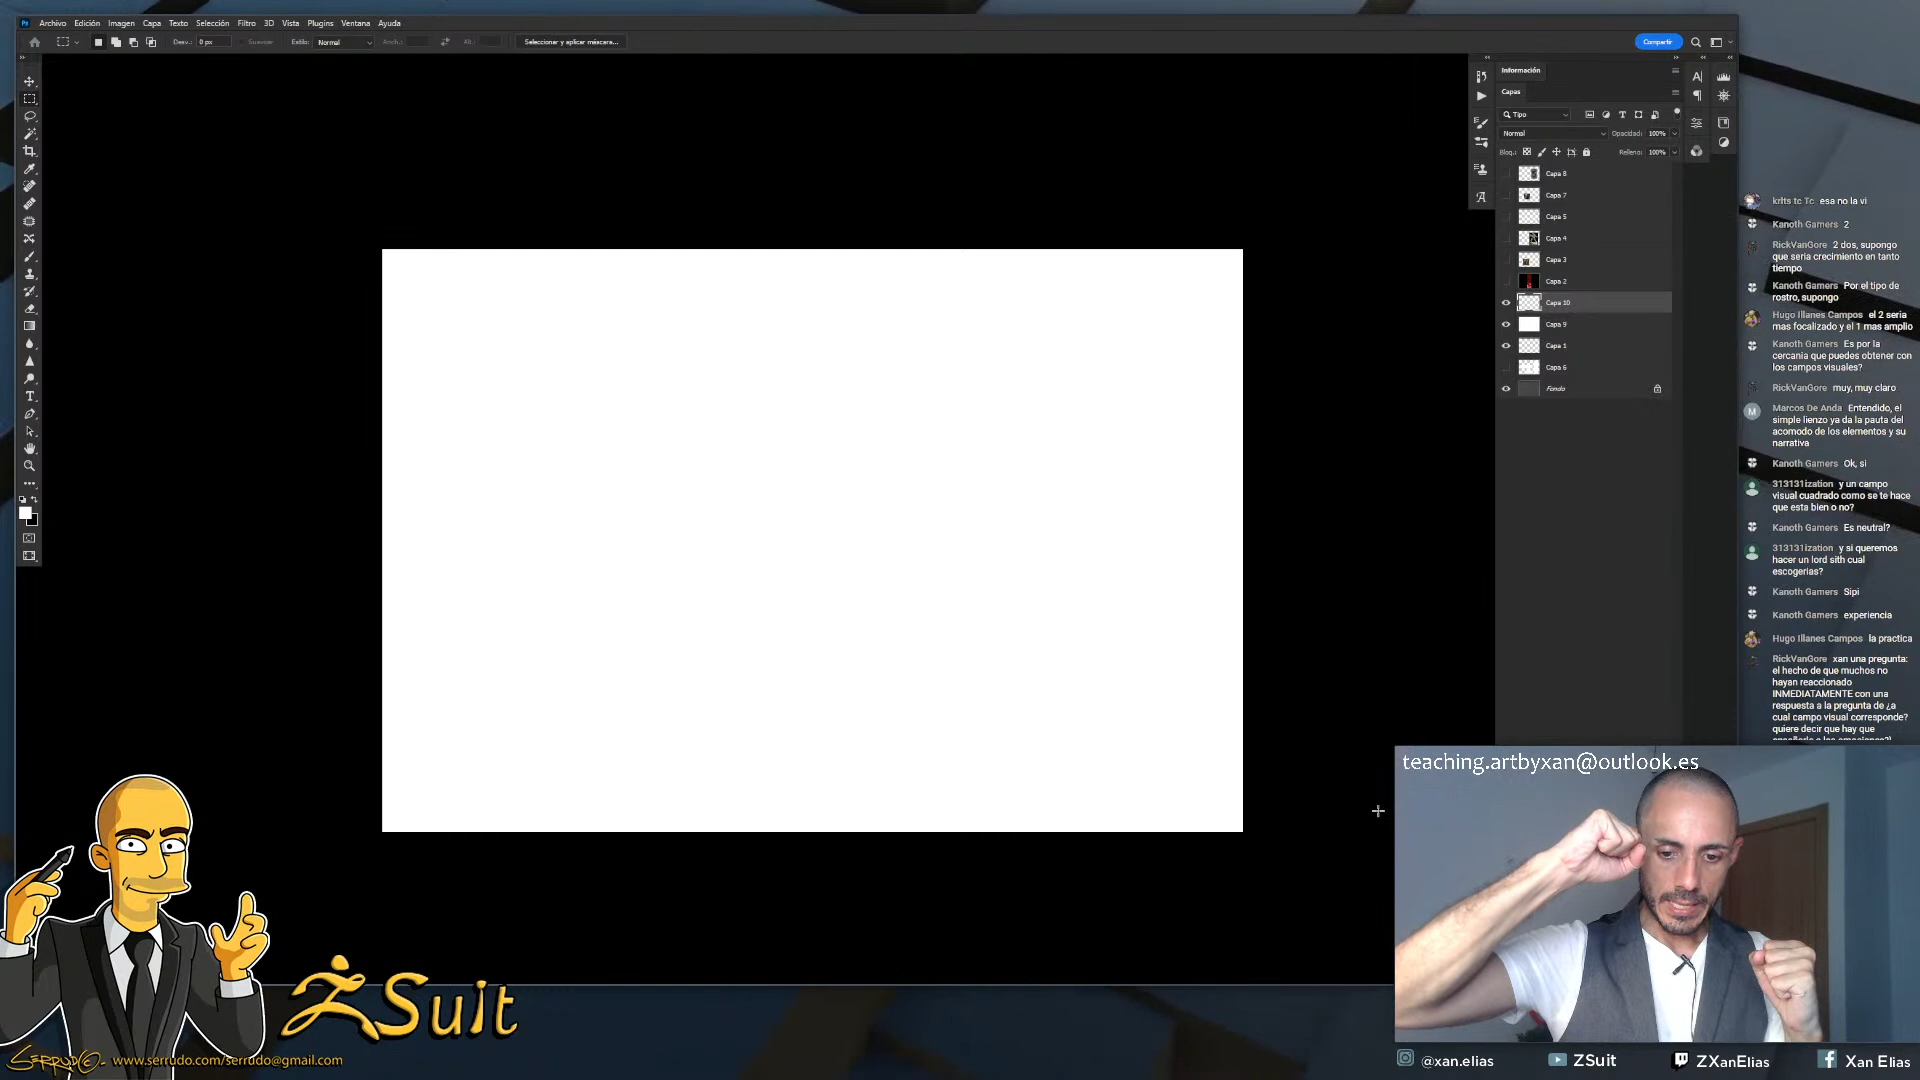 Archivo Edición Imagen Capa Texto Selección Filtro 3D Vista Plugins Ventana Ayuda
Desv.: 0 px Suavizar Estilo: Normal Anch.: Alt.: Seleccionar y aplicar máscara... Compartir
Información
Capas
Tipo
Normal Opacidad: 100%
Bloq.: Relleno: 100%
Capa 8
Capa 7
Capa 5
Capa 4
Capa 3
Capa 2
Capa 10
Capa 9
Capa 1
Capa 6
Fondo
krlts tc Tc esa no la vi
Kanoth Gamers 2
RickVanGore 2 dos, supongo
que seria crecimiento en tanto
tiempo
Kanoth Gamers Por el tipo de
rostro, supongo
Hugo Illanes Campos el 2 seria
mas focalizado y el 1 mas amplio
Kanoth Gamers Es por la
cercania que puedes obtener con
los campos visuales?
RickVanGore muy, muy claro
Marcos De Anda Entendido, el
simple lienzo ya da la pauta del
acomodo de los elementos y su
narrativa
Kanoth Gamers Ok, si
313131ization y un campo
visual cuadrado como se te hace
que esta bien o no?
Kanoth Gamers Es neutral?
313131ization y si queremos
hacer un lord sith cual
escogerias?
Kanoth Gamers Sipi
Kanoth Gamers experiencia
Hugo Illanes Campos la practica
RickVanGore xan una pregunta:
el hecho de que muchos no
hayan reaccionado
INMEDIATAMENTE con una
respuesta a la pregunta de ¿a
cual campo visual corresponde?
quiere decir que hay que
teaching.artbyxan@outlook.es
ZSuit
SERRUDO©- www.serrudo.com/serrudo@gmail.com
@xan.elias ZSuit ZXanElias Xan Elias